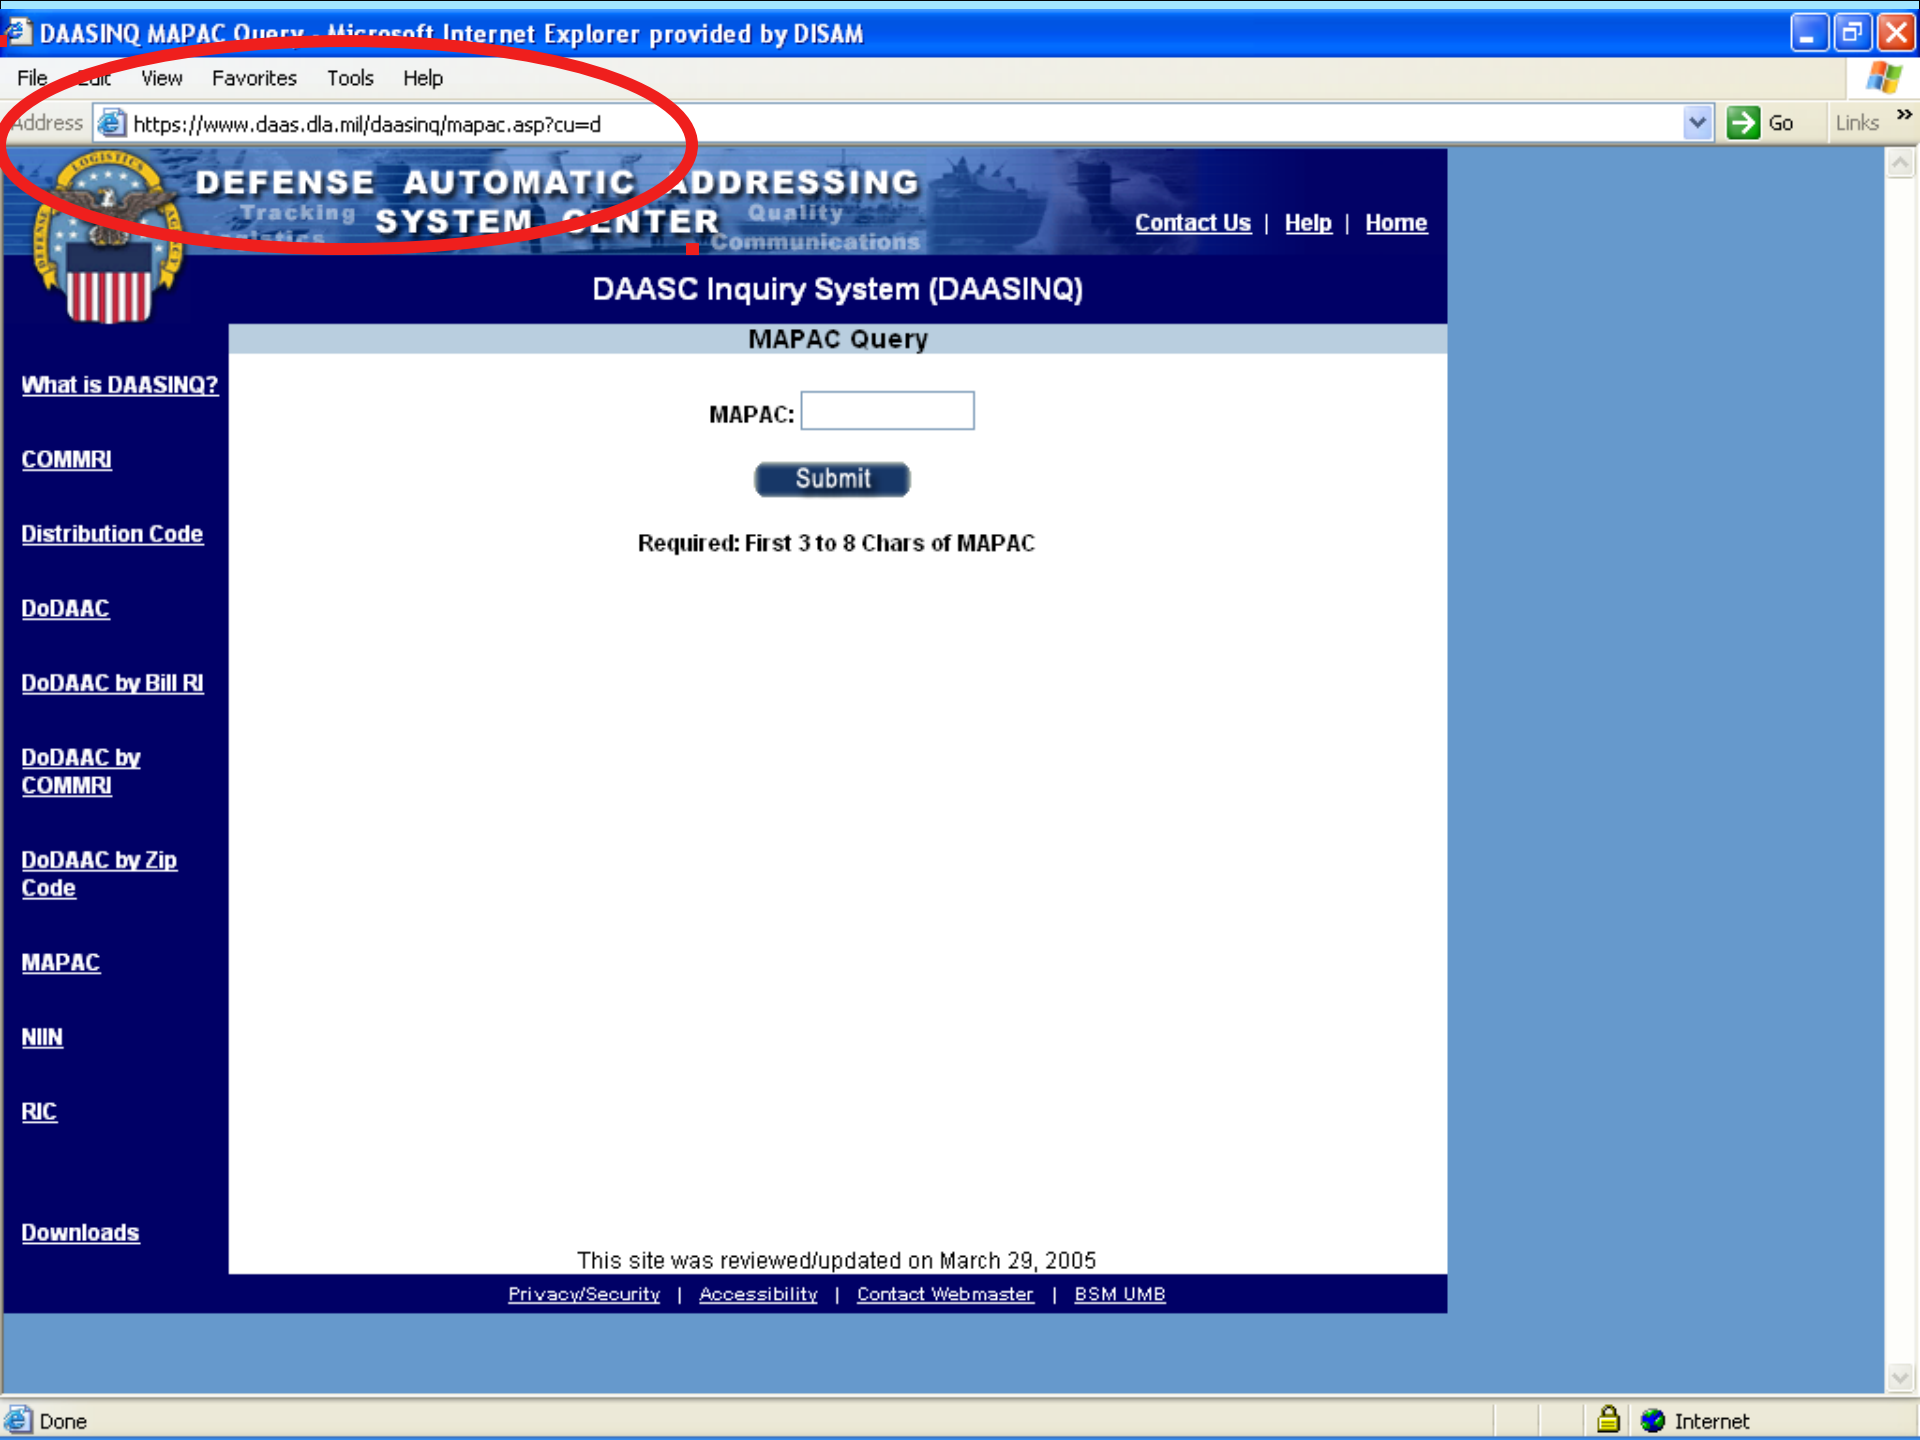 DAASINQ MAPAC Query - Microsoft Internet Explorer provided by DISAM
File Edit View Favorites Tools Help
Address https://www.daas.dla.mil/daasinq/mapac.asp?cu=d Go Links »
DEFENSE AUTOMATIC ADDRESSING
Tracking SYSTEM CENTER Quality
Logistics Communications
Contact Us | Help | Home
DEFENSE LOGISTICS AGENCY
DAASC Inquiry System (DAASINQ)
MAPAC Query
What is DAASINQ?
COMMRI
Distribution Code
DoDAAC
DoDAAC by Bill RI
DoDAAC by
COMMRI
DoDAAC by Zip
Code
MAPAC
NIIN
RIC
Downloads
MAPAC:
Submit
Required: First 3 to 8 Chars of MAPAC
This site was reviewed/updated on March 29, 2005
Privacy/Security | Accessibility | Contact Webmaster | BSM UMB
Done
Internet